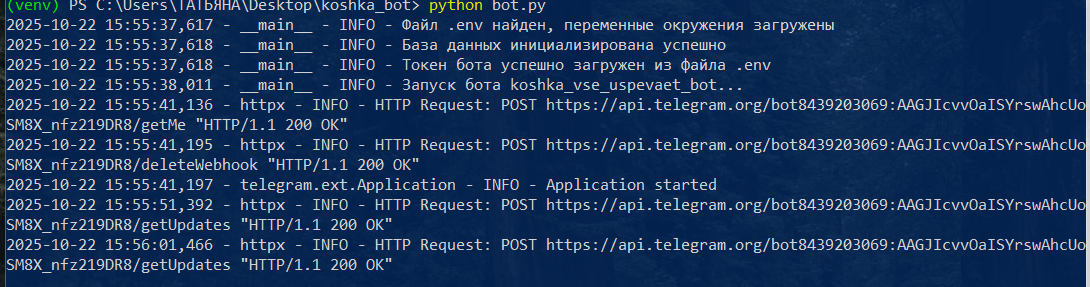 (venv) PS C:\Users\ТАТЬЯНА\Desktop\koshka_bot> python bot.py
2025-10-22 15:55:37,617 - __main__ - INFO - Файл .env найден, переменные окружения загружены
2025-10-22 15:55:37,618 - __main__ - INFO - База данных инициализирована успешно
2025-10-22 15:55:37,618 - __main__ - INFO - Токен бота успешно загружен из файла .env
2025-10-22 15:55:38,011 - __main__ - INFO - Запуск бота koshka_vse_uspevaet_bot...
2025-10-22 15:55:41,136 - httpx - INFO - HTTP Request: POST https://api.telegram.org/bot8439203069:AAGJIcvvOaISYrswAhcUo
SM8X_nfz219DR8/getMe "HTTP/1.1 200 OK"
2025-10-22 15:55:41,195 - httpx - INFO - HTTP Request: POST https://api.telegram.org/bot8439203069:AAGJIcvvOaISYrswAhcUo
SM8X_nfz219DR8/deleteWebhook "HTTP/1.1 200 OK"
2025-10-22 15:55:41,197 - telegram.ext.Application - INFO - Application started
2025-10-22 15:55:51,392 - httpx - INFO - HTTP Request: POST https://api.telegram.org/bot8439203069:AAGJIcvvOaISYrswAhcUo
SM8X_nfz219DR8/getUpdates "HTTP/1.1 200 OK"
2025-10-22 15:56:01,466 - httpx - INFO - HTTP Request: POST https://api.telegram.org/bot8439203069:AAGJIcvvOaISYrswAhcUo
SM8X_nfz219DR8/getUpdates "HTTP/1.1 200 OK"